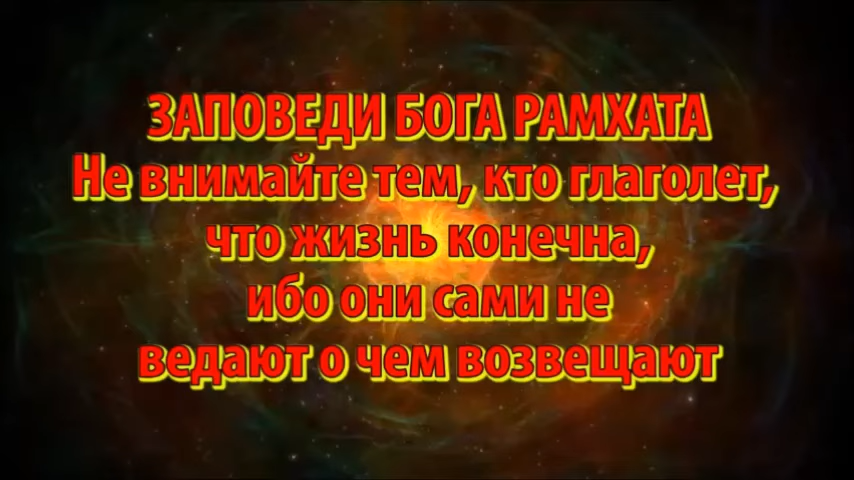 ЗАПОВЕДИ БОГА РАМХАТА
Не внимайте тем, кто глаголет,
что жизнь конечна,
ибо они сами не
ведают о чем возвещают